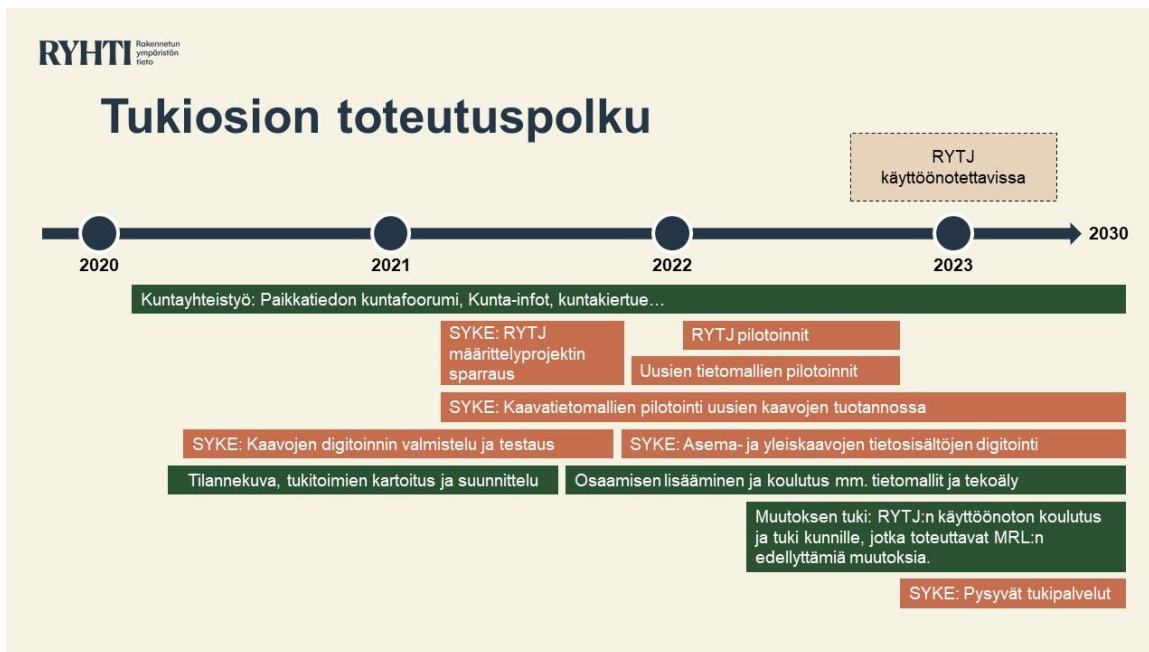 RYHTI
Rakennetun
ympäristön
tieto
Tukiosion toteutuspolku
RYTJ
käyttöönotettavissa
2030
2020
2021
2022
2023
Kuntayhteistyö: Paikkatiedon kuntafoorumi, Kunta-infot, kuntakiertue…
SYKE: RYTJ
määrittelyprojektin
sparraus
RYTJ pilotoinnit
Uusien tietomallien pilotoinnit
SYKE: Kaavatietomallien pilotointi uusien kaavojen tuotannossa
SYKE: Kaavojen digitoinnin valmistelu ja testaus
SYKE: Asema- ja yleiskaavojen tietosisältöjen digitointi
Tilannekuva, tukitoimien kartoitus ja suunnittelu
Osaamisen lisääminen ja koulutus mm. tietomallit ja tekoäly
Muutoksen tuki: RYTJ:n käyttöönoton koulutus
ja tuki kunnille, jotka toteuttavat MRL:n
edellyttämiä muutoksia.
SYKE: Pysyvät tukipalvelut